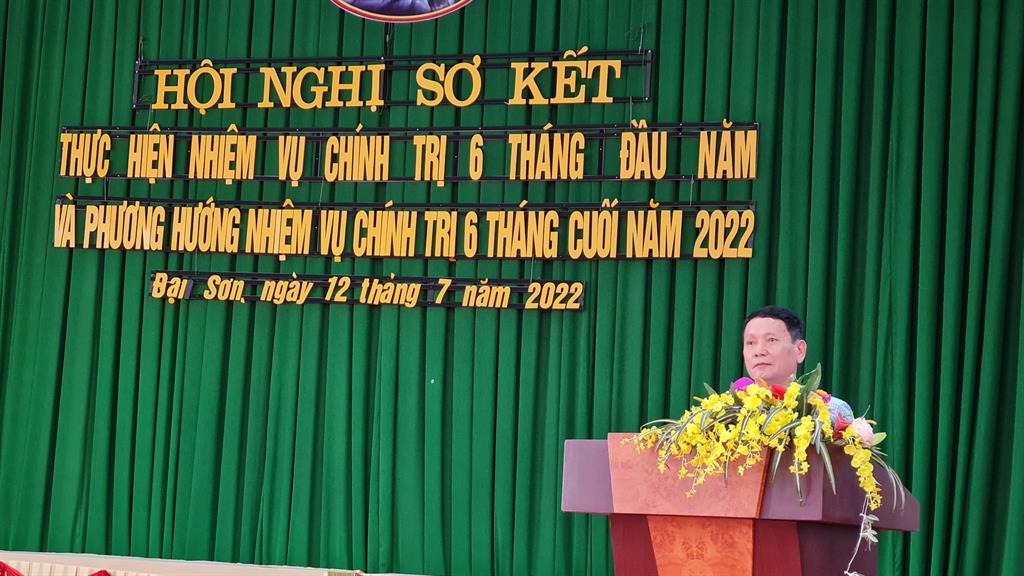 HỘI NGHỊ SƠ KẾT
THỰC HIỆN NHIỆM VỤ CHÍNH TRỊ 6 THÁNG ĐẦU NĂM
VÀ PHƯƠNG HƯỚNG NHIỆM VỤ CHÍNH TRỊ 6 THÁNG CUỐI NĂM 2022
Đại Sơn, ngày 12 tháng 7 năm 2022